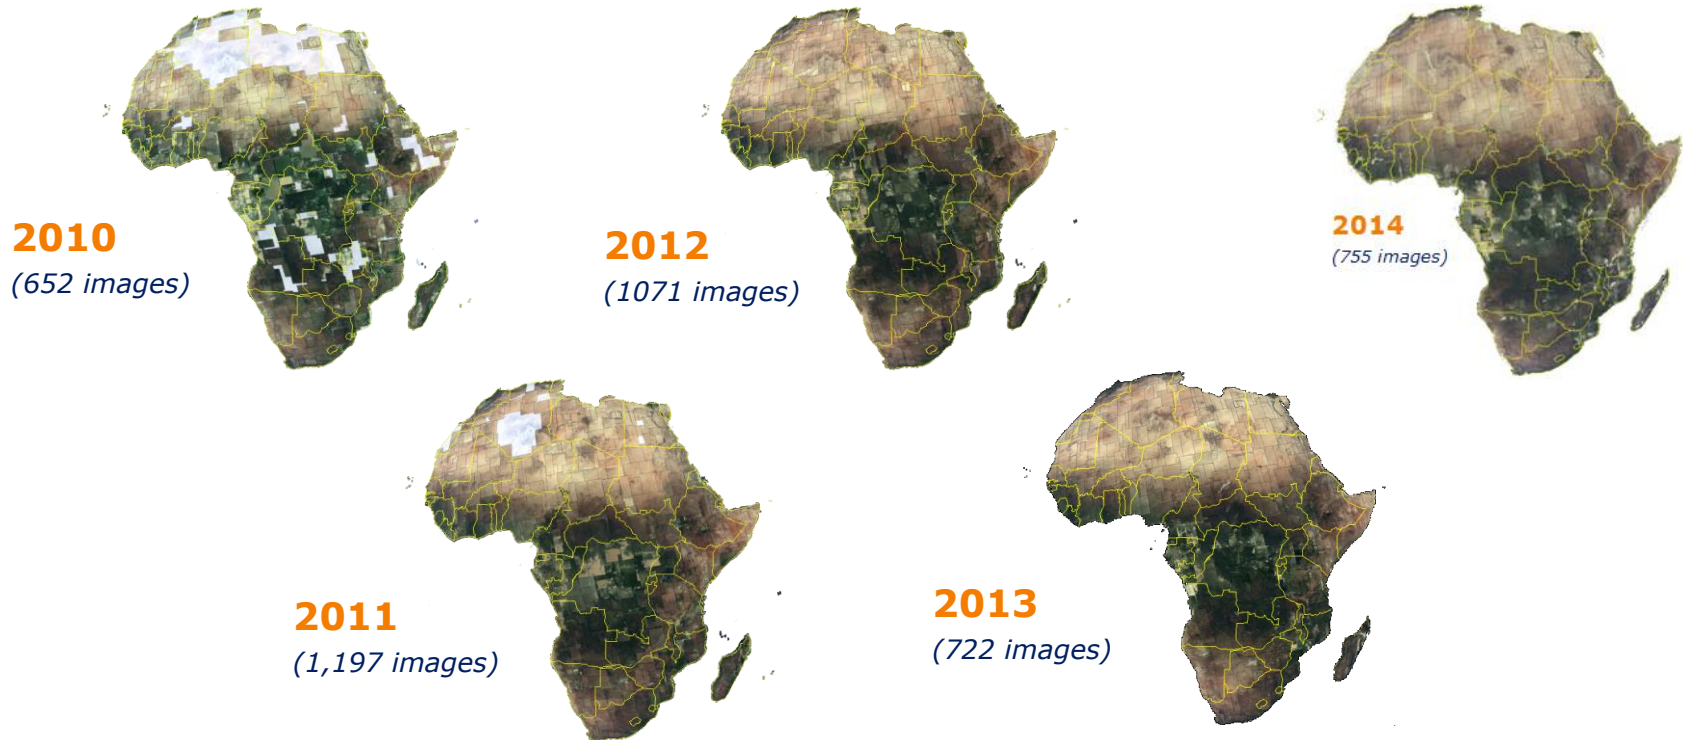 2010
(652 images)
2012
(1071 images)
2014
(755 images)
2011
(1,197 images)
2013
(722 images)